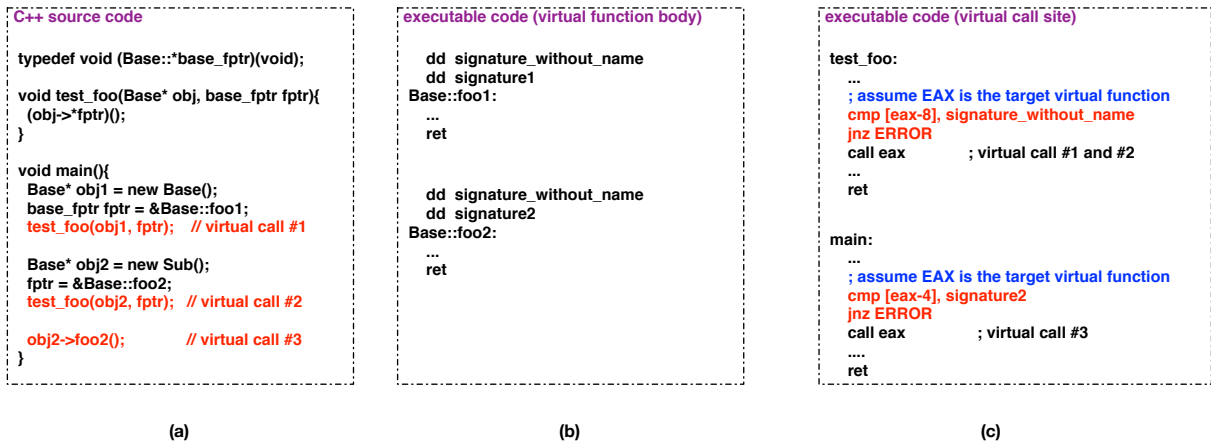 C++ source code
typedef void (Base::*base_fptr)(void);
void test_foo(Base* obj, base_fptr fptr){
(obj->*fptr)();
}
void main(){
Base* obj1 = new Base();
base_fptr fptr = &Base::foo1;
test_foo(obj1, fptr); // virtual call #1
Base* obj2 = new Sub();
fptr = &Base::foo2;
test_foo(obj2, fptr); // virtual call #2
obj2->foo2(); // virtual call #3
}
(a)
executable code (virtual function body)
dd signature_without_name
dd signature1
Base::foo1:
...
ret
dd signature_without_name
dd signature2
Base::foo2:
...
ret
(b)
executable code (virtual call site)
test_foo:
...
; assume EAX is the target virtual function
cmp [eax-8], signature_without_name
jnz ERROR
call eax ; virtual call #1 and #2
...
ret
main:
...
; assume EAX is the target virtual function
cmp [eax-4], signature2
jnz ERROR
call eax ; virtual call #3
....
ret
(c)